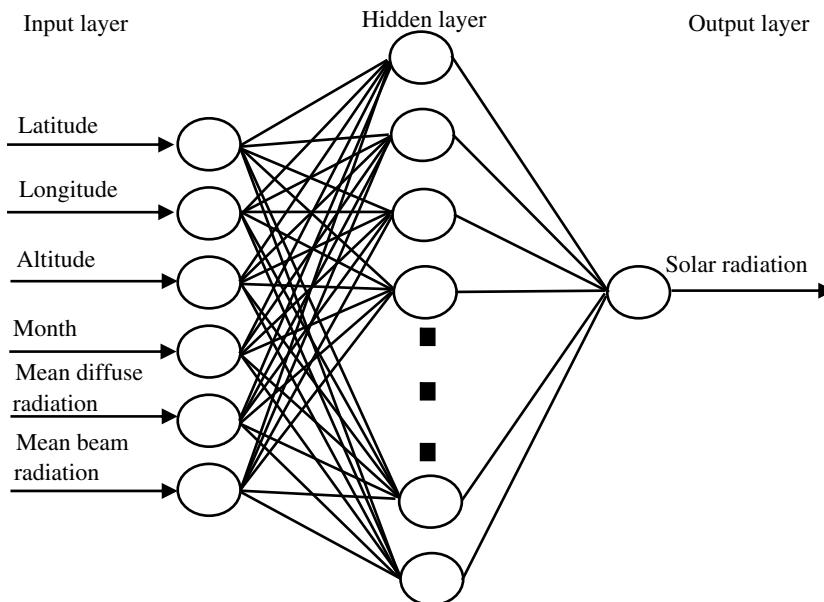 Input layer
Hidden layer
Output layer
Latitude
Longitude
Altitude
Month
Mean diffuse
radiation
Mean beam
radiation
Solar radiation